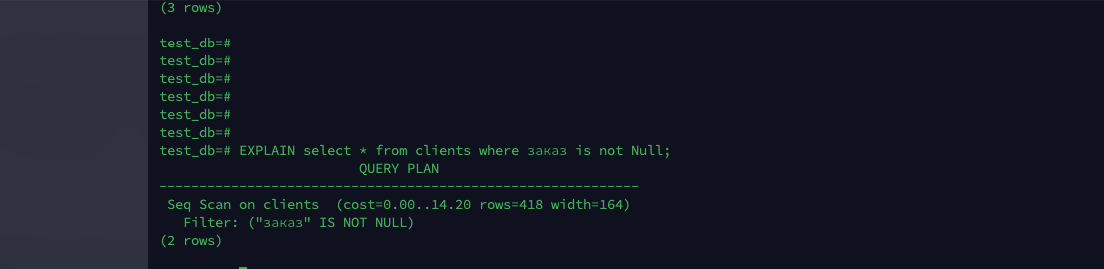 (3 rows)
test_db=#
test_db=#
test_db=#
test_db=#
test_db=#
test_db=#
test_db=# EXPLAIN select * from clients where заказ is not Null;
QUERY PLAN
------------------------------------------------------------
Seq Scan on clients  (cost=0.00..14.20 rows=418 width=164)
Filter: ("заказ" IS NOT NULL)
(2 rows)